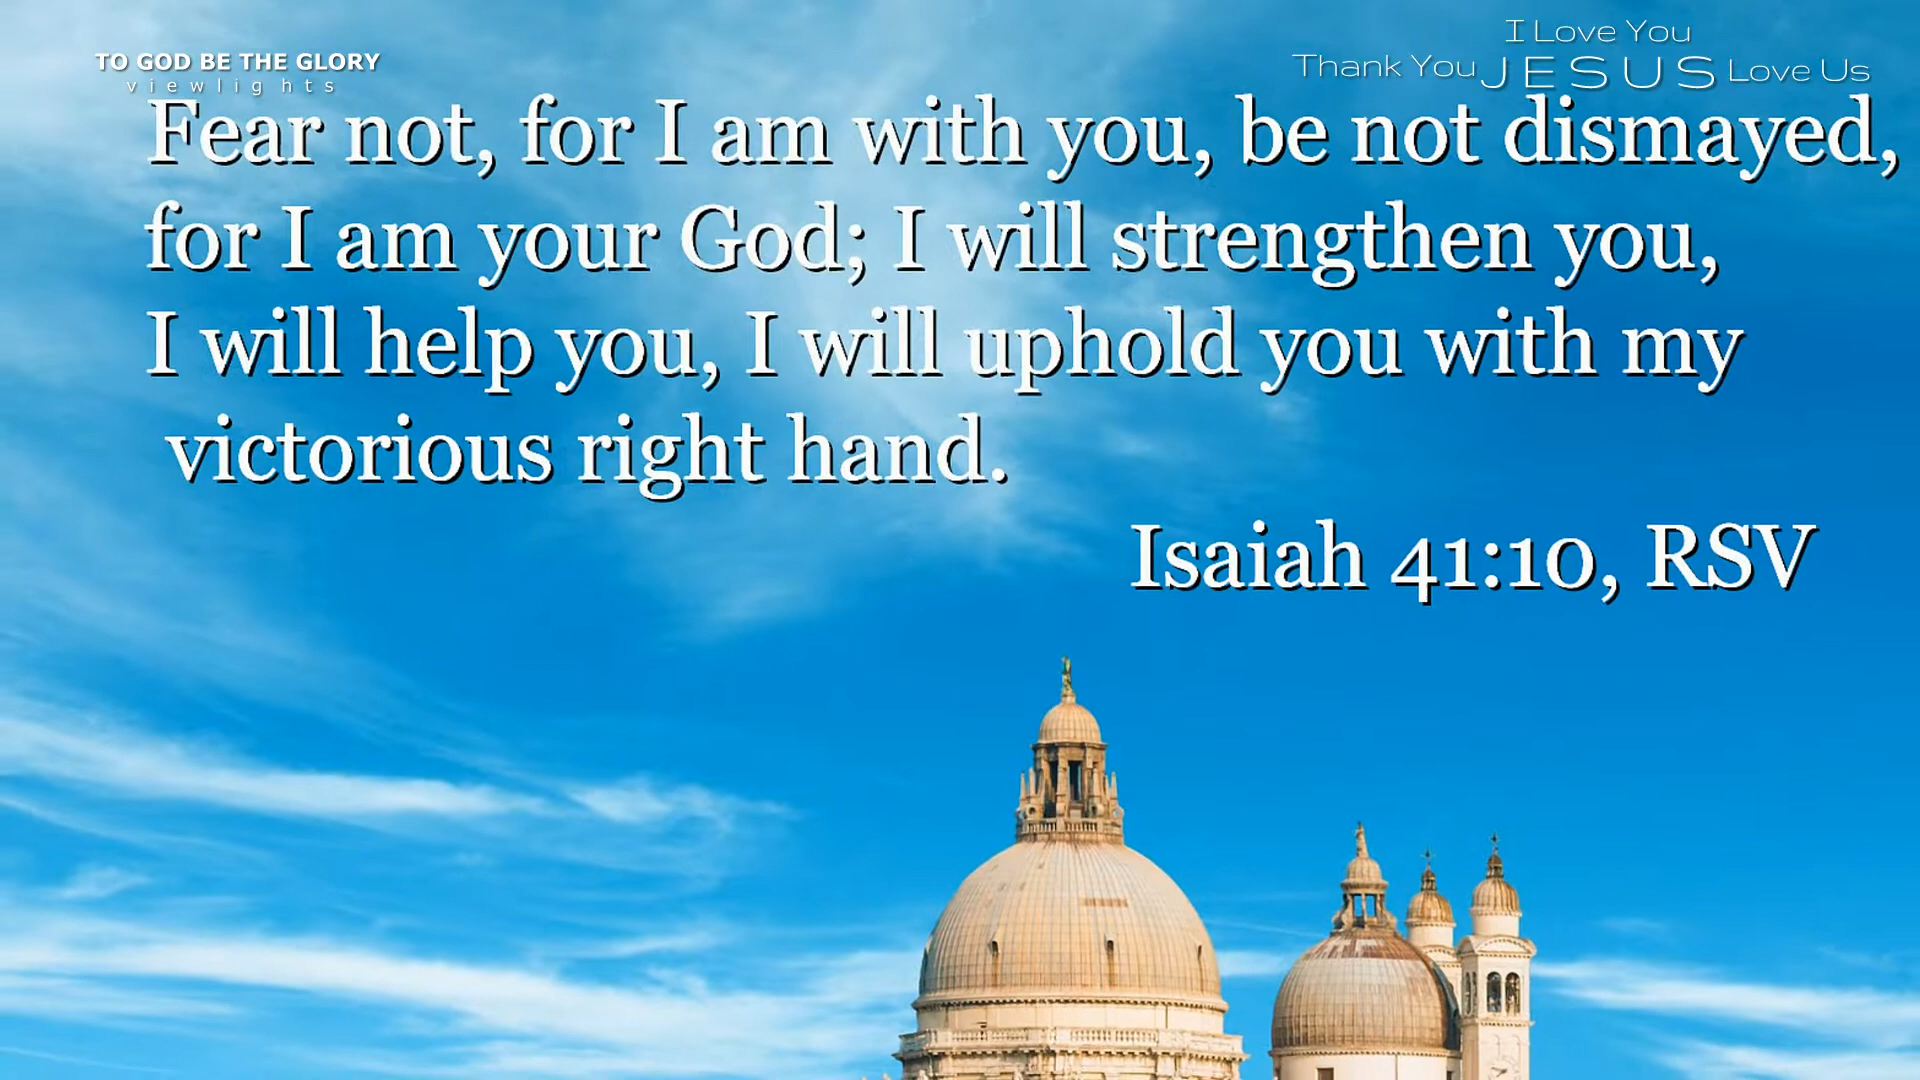 TO GOD BE THE GLORY
viewlights
I Love You
Thank You JESUS Love Us
Fear not, for I am with you, be not dismayed,
for I am your God; I will strengthen you,
I will help you, I will uphold you with my
victorious right hand.
Isaiah 41:10, RSV